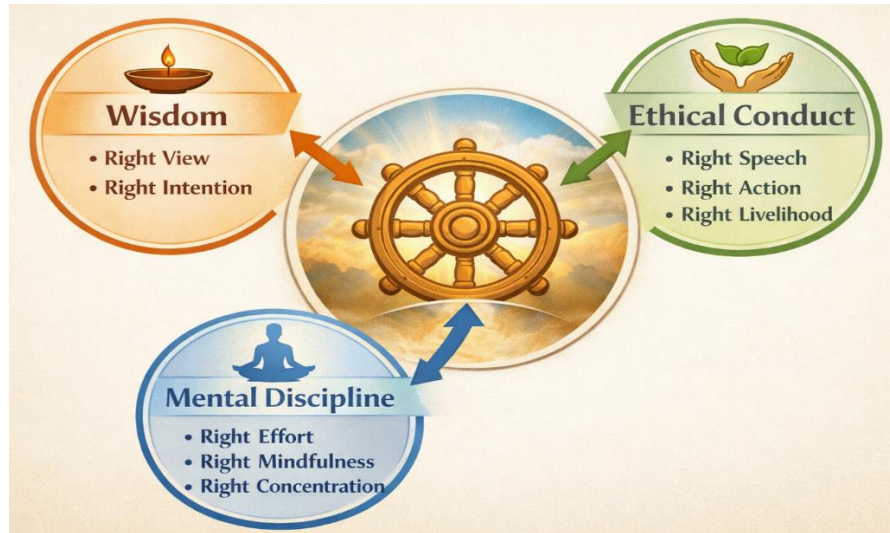 Wisdom
• Right View
• Right Intention
Ethical Conduct
• Right Speech
• Right Action
• Right Livelihood
Mental Discipline
• Right Effort
• Right Mindfulness
• Right Concentration